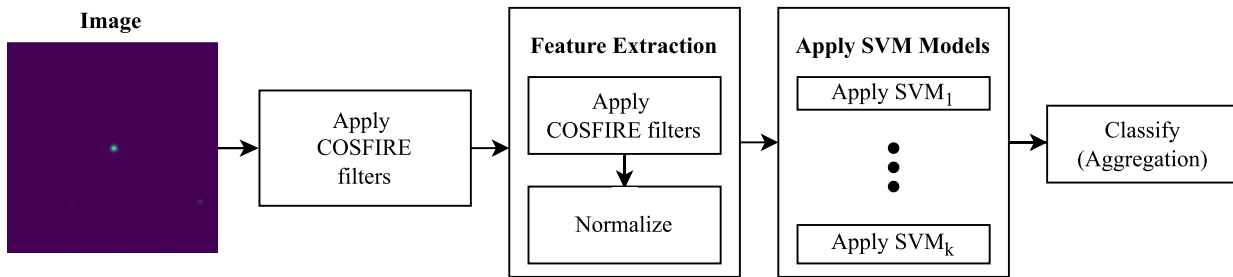 Image
Apply
COSFIRE
filters
Feature Extraction
Apply
COSFIRE filters
Normalize
Apply SVM Models
Apply SVM₁
Apply SVMₖ
Classify
(Aggregation)